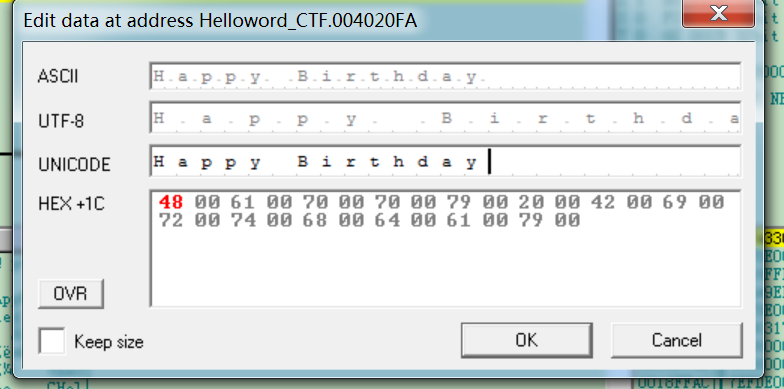 Edit data at address Helloword_CTF.004020FA
ASCII
H.a.p.p.y. .B.i.r.t.h.d.a.y.
UTF-8
H . a . p . p . y .   . B . i . r . t . h . d . a
UNICODE
Happy Birthday
HEX +1C
48 00 61 00 70 00 70 00 79 00 20 00 42 00 69 00
72 00 74 00 68 00 64 00 61 00 79 00
OVR
Keep size
OK
Cancel